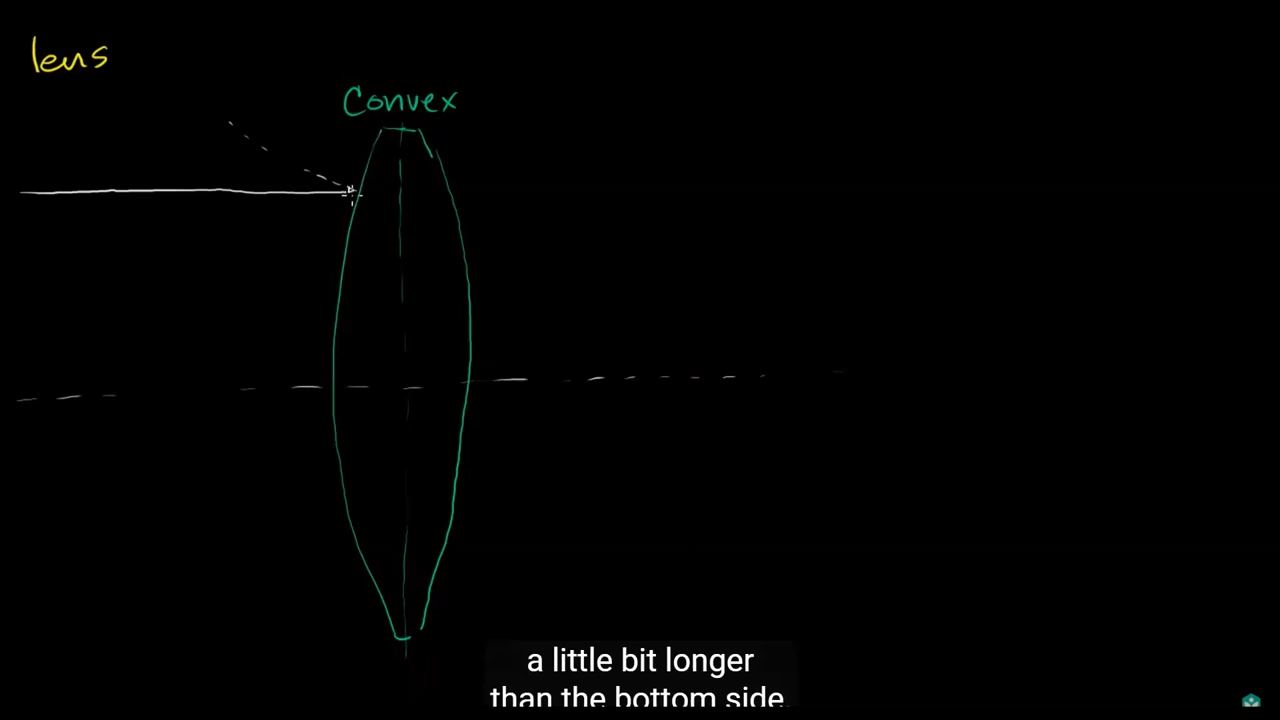 lens
Convex
a little bit longer
than the bottom side.